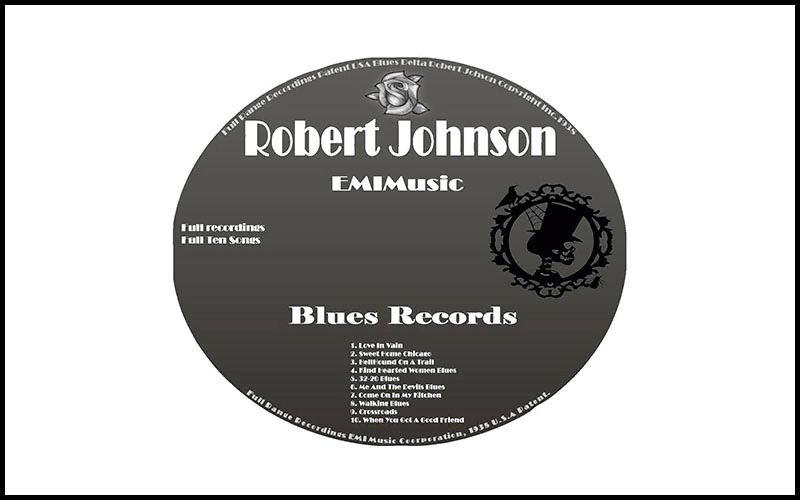 Full Range Recordings Patent USA Blues Delta Robert Johson Copyright Inc.1938
Robert Johnson
EMIMusic
Full recordings
Full Ten Songs
Blues Records
1. Love In Vain
2. Sweet Home Chicago
3. HellHound On A Trail
4. Kind Hearted Women Blues
5. 32-20 Blues
6. Me And The Devils Blues
7. Come On In My Kitchen
8. Walking Blues
9. Crossroads
10. When You Got A Good Friend
Full Range Recordings EMI Music Coorporation, 1938 U.S.A Patent.